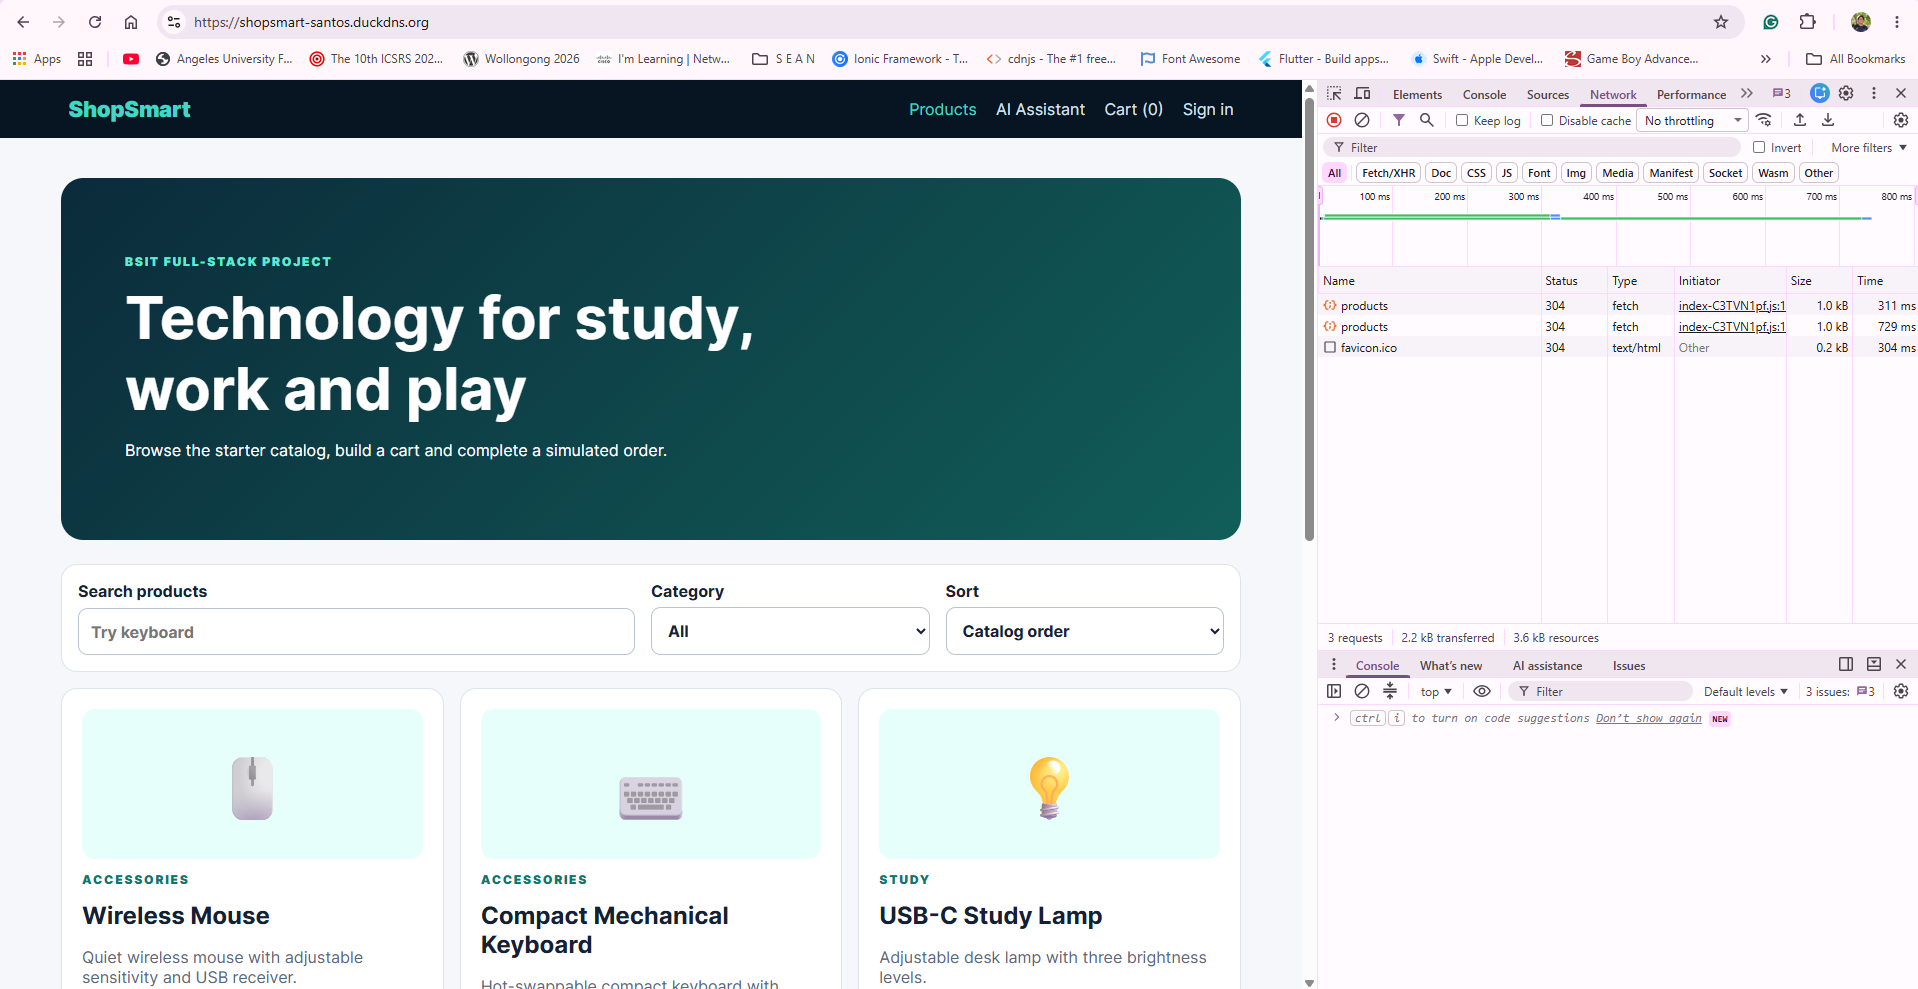 https://shopsmart-santos.duckdns.org
Apps
Angeles University F...
The 10th ICSRS 202...
Wollongong 2026
I'm Learning | Netw...
S E A N
Ionic Framework - T...
cdnjs - The #1 free...
Font Awesome
Flutter - Build apps...
Swift - Apple Devel...
Game Boy Advance...
All Bookmarks
ShopSmart
Products AI Assistant Cart (0) Sign in
BSIT FULL-STACK PROJECT
Technology for study,
work and play
Browse the starter catalog, build a cart and complete a simulated order.
Search products
Try keyboard
Category
All
Sort
Catalog order
ACCESSORIES
Wireless Mouse
Quiet wireless mouse with adjustable
sensitivity and USB receiver.
ACCESSORIES
Compact Mechanical
Keyboard
Hot-swappable compact keyboard with
STUDY
USB-C Study Lamp
Adjustable desk lamp with three brightness
levels.
Elements Console Sources Network Performance 3
Keep log Disable cache No throttling
Filter Invert More filters
All Fetch/XHR Doc CSS JS Font Img Media Manifest Socket Wasm Other
100 ms 200 ms 300 ms 400 ms 500 ms 600 ms 700 ms 800 ms
Name Status Type Initiator Size Time
products 304 fetch index-C3TVN1pf.js:1 1.0 kB 311 ms
products 304 fetch index-C3TVN1pf.js:1 1.0 kB 729 ms
favicon.ico 304 text/html Other 0.2 kB 304 ms
3 requests 2.2 kB transferred 3.6 kB resources
Console What's new AI assistance Issues
top Filter Default levels 3 issues: 3
ctrl i to turn on code suggestions Don't show again NEW